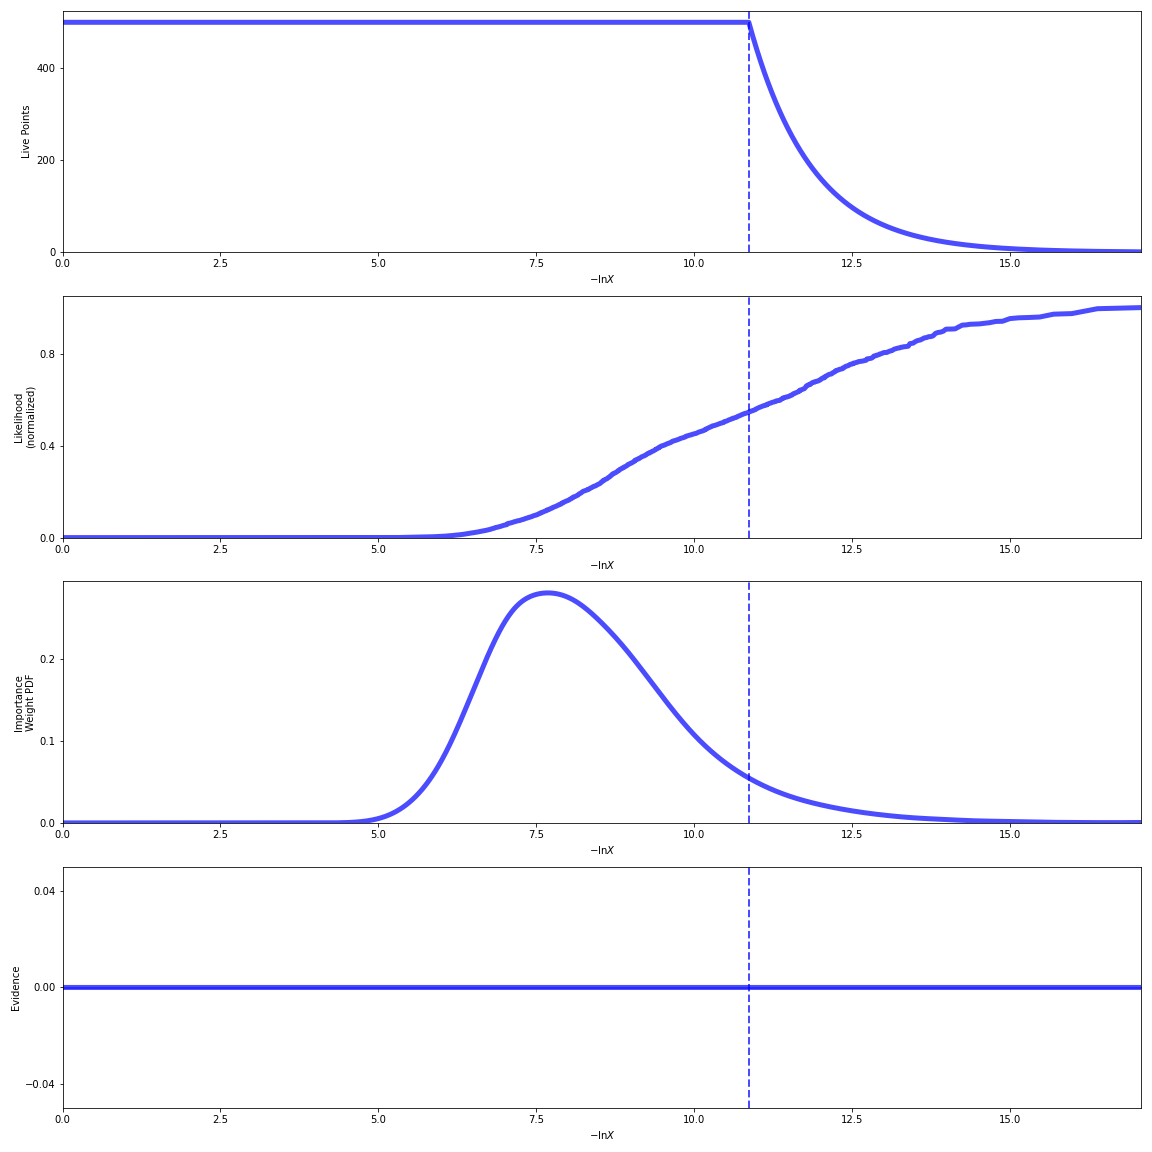 Live Points
400
200
0
0.0 2.5 5.0 7.5 10.0 12.5 15.0
−lnX
Likelihood
(normalized)
0.8
0.4
0.0
0.0 2.5 5.0 7.5 10.0 12.5 15.0
−lnX
Importance
Weight PDF
0.2
0.1
0.0
0.0 2.5 5.0 7.5 10.0 12.5 15.0
−lnX
Evidence
0.04
0.00
−0.04
0.0 2.5 5.0 7.5 10.0 12.5 15.0
−lnX